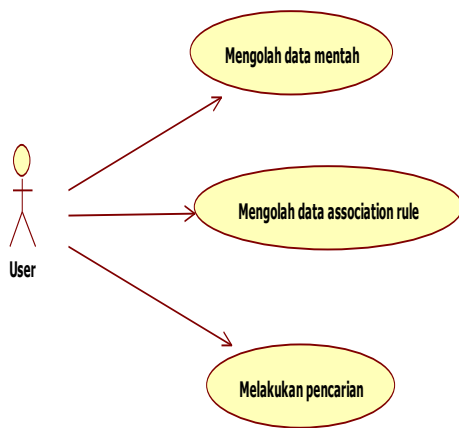 Mengolah data mentah
Mengolah data association rule
User
Melakukan pencarian